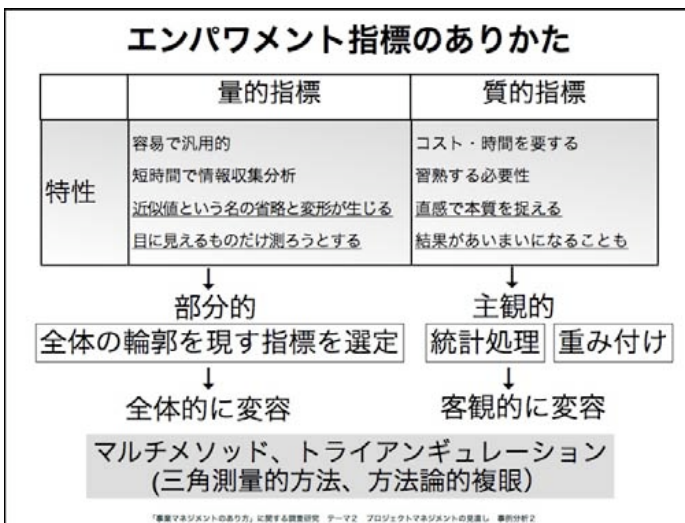 エンパワメント指標のありかた
量的指標 質的指標
特性
容易で汎用的
短時間で情報収集分析
近似値という名の省略と変形が生じる
目に見えるものだけ測ろうとする
コスト・時間を要する
習熟する必要性
直感で本質を捉える
結果があいまいになることも
↓ ↓
部分的 主観的
全体の輪郭を現す指標を選定 統計処理 重み付け
↓ ↓
全体的に変容 客観的に変容
マルチメソッド、トライアンギュレーション
(三角測量的方法、方法論的複眼）
「事業マネジメントのあり方」に関する調査研究 テーマ２ プロジェクトマネジメントの見直し 事例分析２